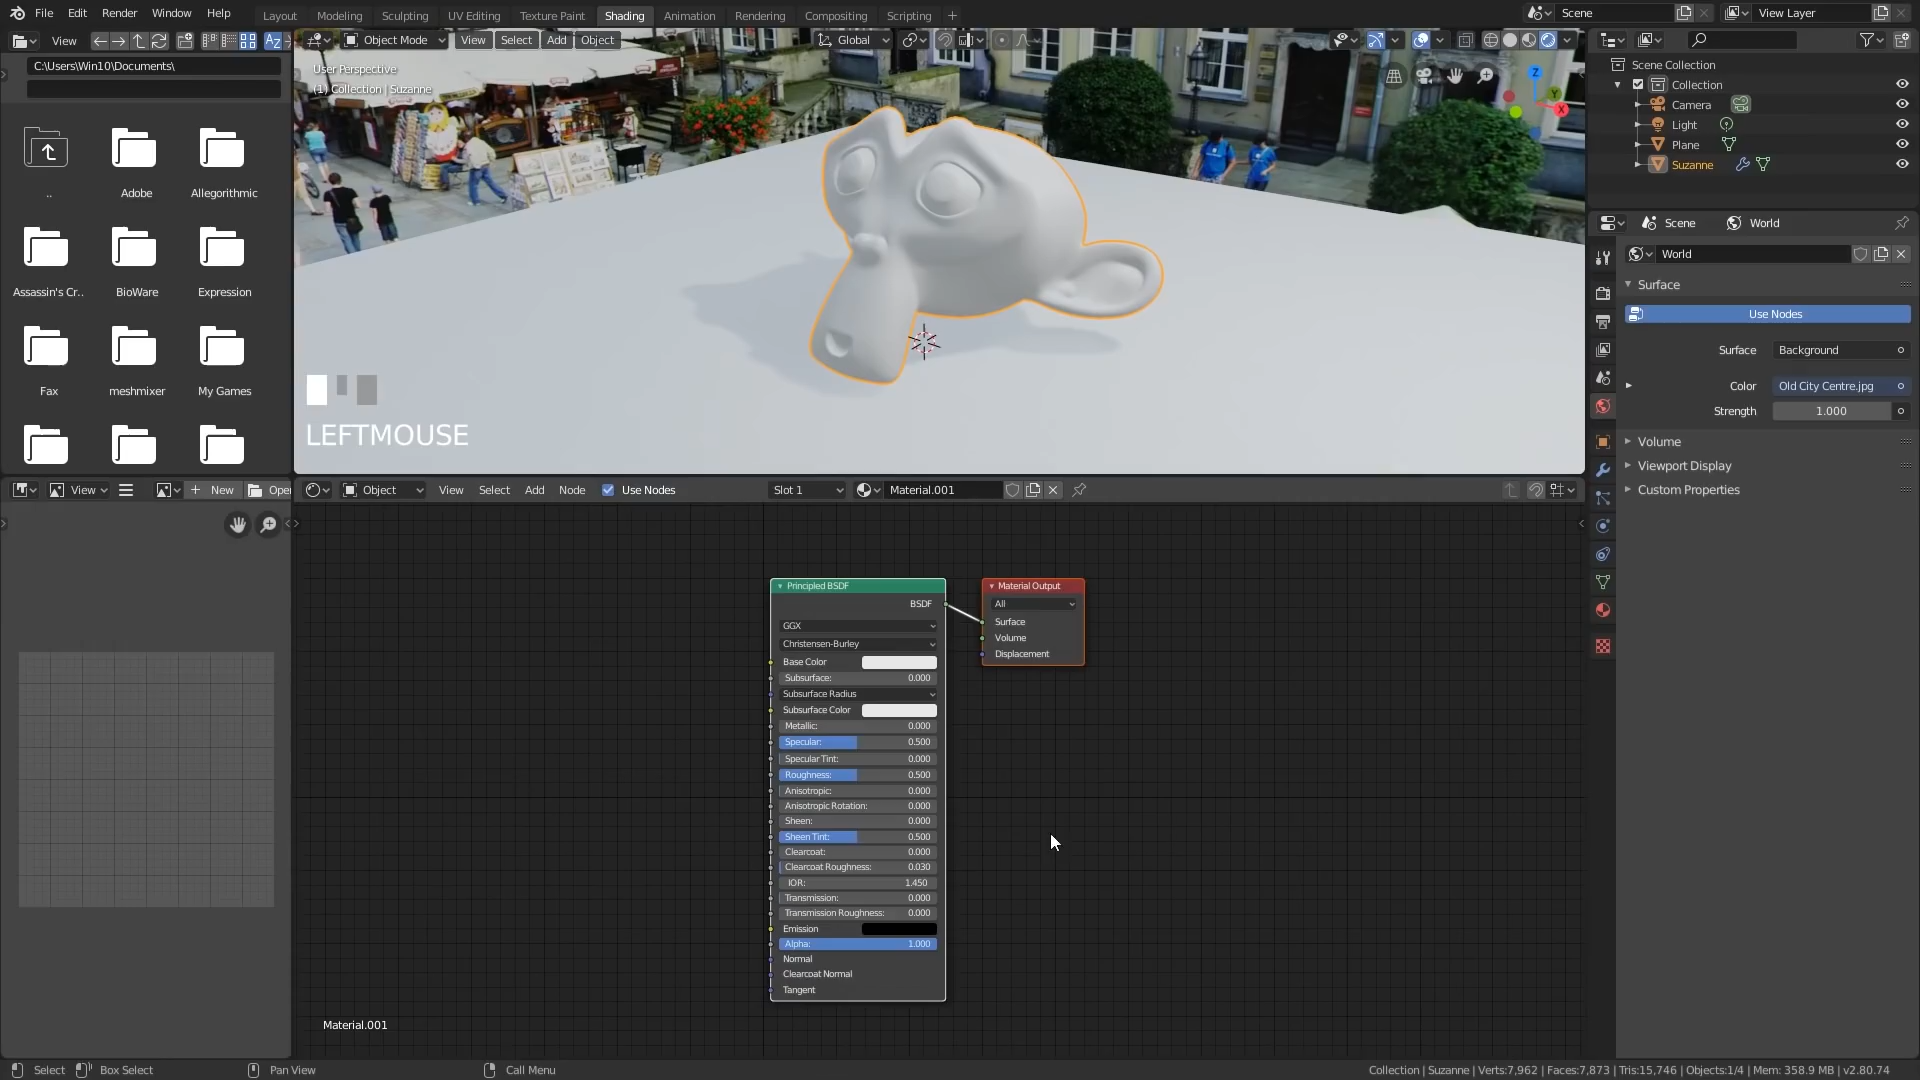 File Edit Render Window Help Layout Modeling Sculpting UV Editing Texture Paint Shading Animation Rendering Compositing Scripting + Scene View Layer
View
C:\Users\Win10\Documents\
..
Adobe
Allegorithmic
Assassin's Cr..
BioWare
Expression
Fax
meshmixer
My Games
Object Mode View Select Add Object Global
User Perspective
(1) Collection | Suzanne
LEFTMOUSE
Scene Collection
Collection
Camera
Light
Plane
Suzanne
Scene World
World
Surface
Use Nodes
Surface Background
Color Old City Centre.jpg
Strength 1.000
Volume
Viewport Display
Custom Properties
View + New Open
Object View Select Add Node Use Nodes Slot 1 Material.001
Principled BSDF
BSDF
GGX
Christensen-Burley
Base Color
Subsurface: 0.000
Subsurface Radius
Subsurface Color
Metallic: 0.000
Specular: 0.500
Specular Tint: 0.000
Roughness: 0.500
Anisotropic: 0.000
Anisotropic Rotation: 0.000
Sheen: 0.000
Sheen Tint: 0.500
Clearcoat: 0.000
Clearcoat Roughness: 0.030
IOR: 1.450
Transmission: 0.000
Transmission Roughness: 0.000
Emission
Alpha: 1.000
Normal
Clearcoat Normal
Tangent
Material Output
All
Surface
Volume
Displacement
Material.001
Select Box Select Pan View Call Menu Collection | Suzanne | Verts:7,962 | Faces:7,873 | Tris:15,746 | Objects:1/4 | Mem: 358.9 MB | v2.80.74